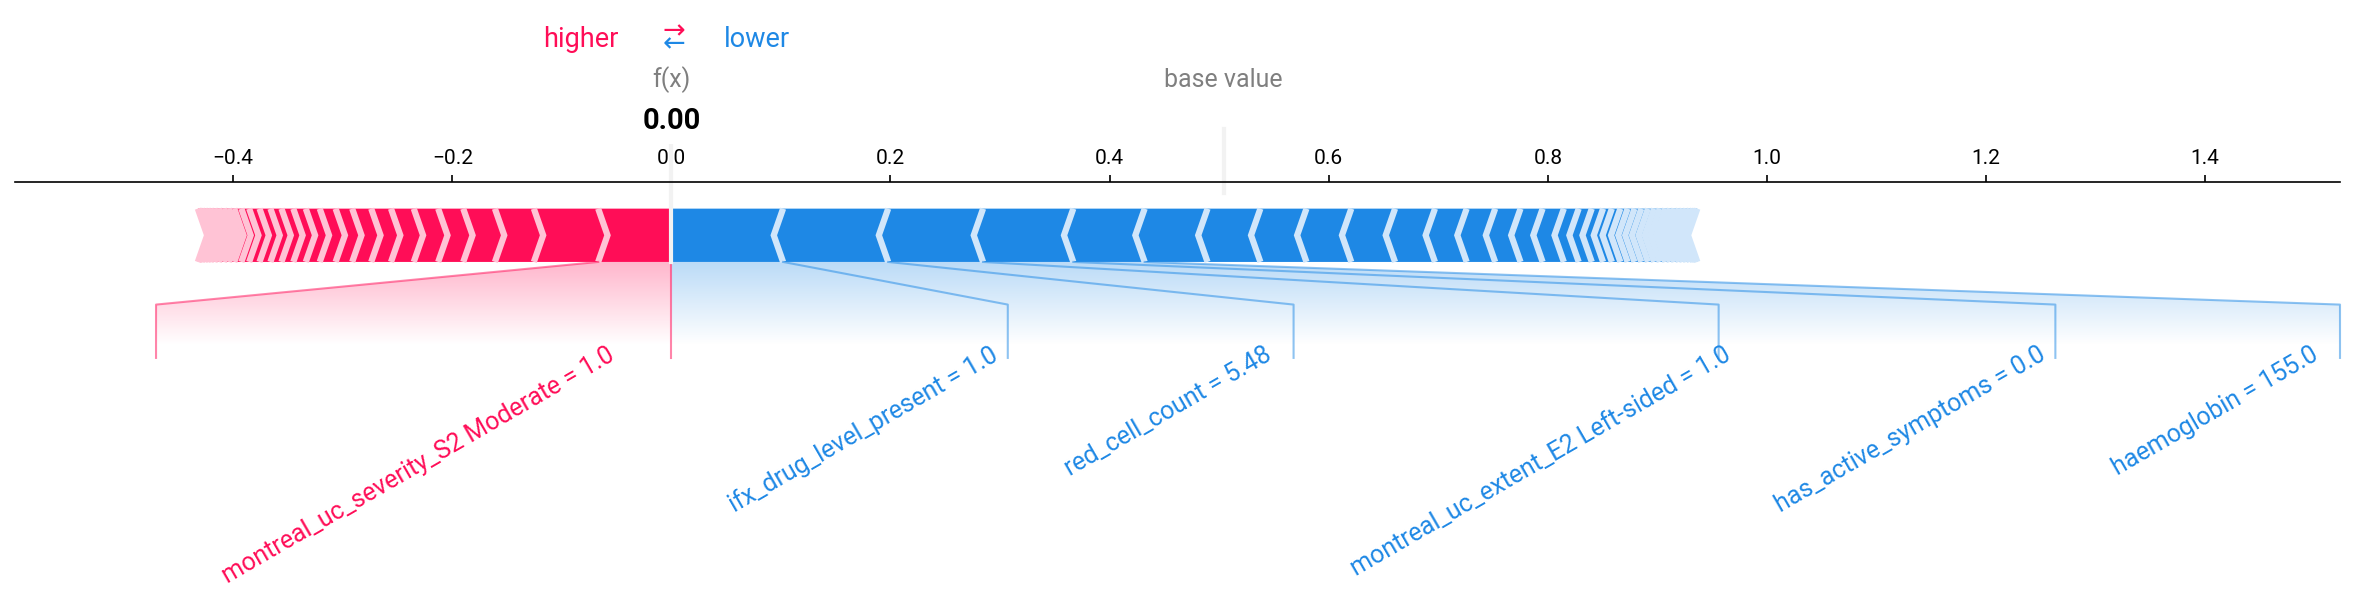 higher ⇄ lower
f(x) base value
0.00
−0.4 −0.2 0 0 0.2 0.4 0.6 0.8 1.0 1.2 1.4
montreal_uc_severity_S2 Moderate = 1.0
ifx_drug_level_present = 1.0
red_cell_count = 5.48
montreal_uc_extent_E2 Left-sided = 1.0
has_active_symptoms = 0.0
haemoglobin = 155.0